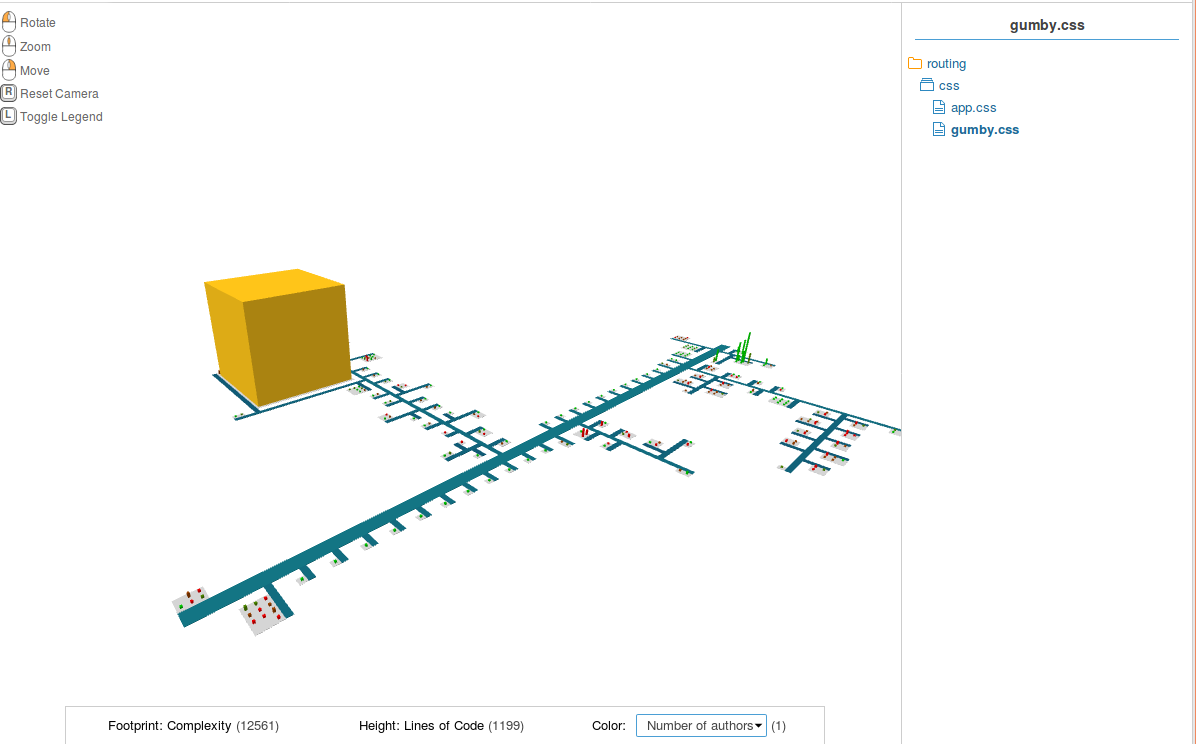 Rotate
Zoom
Move
R Reset Camera
L Toggle Legend
gumby.css
routing
css
app.css
gumby.css
Footprint: Complexity (12561) Height: Lines of Code (1199) Color: Number of authors (1)